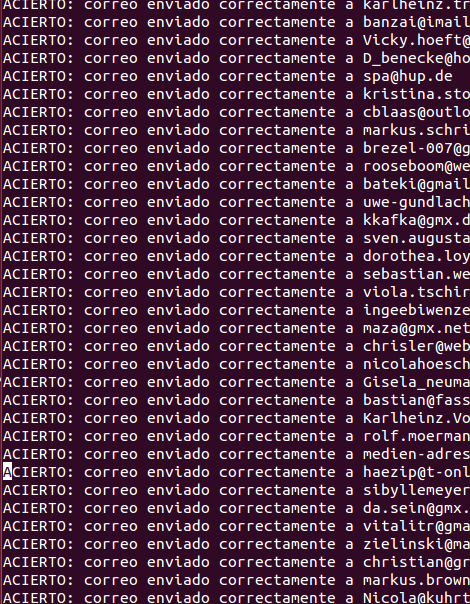 ACIERTO: correo enviado correctamente a karlheinz.tr
ACIERTO: correo enviado correctamente a banzai@imail
ACIERTO: correo enviado correctamente a Vicky.hoeft@
ACIERTO: correo enviado correctamente a D_benecke@ho
ACIERTO: correo enviado correctamente a spa@hup.de
ACIERTO: correo enviado correctamente a kristina.sto
ACIERTO: correo enviado correctamente a cblaas@outlo
ACIERTO: correo enviado correctamente a markus.schri
ACIERTO: correo enviado correctamente a brezel-007@g
ACIERTO: correo enviado correctamente a rooseboom@we
ACIERTO: correo enviado correctamente a bateki@gmail
ACIERTO: correo enviado correctamente a uwe-gundlach
ACIERTO: correo enviado correctamente a kkafka@gmx.d
ACIERTO: correo enviado correctamente a sven.augusta
ACIERTO: correo enviado correctamente a dorothea.loy
ACIERTO: correo enviado correctamente a sebastian.we
ACIERTO: correo enviado correctamente a viola.tschir
ACIERTO: correo enviado correctamente a ingeebiwenze
ACIERTO: correo enviado correctamente a maza@gmx.net
ACIERTO: correo enviado correctamente a chrisler@web
ACIERTO: correo enviado correctamente a nicolahoesch
ACIERTO: correo enviado correctamente a Gisela_neuma
ACIERTO: correo enviado correctamente a bastian@fass
ACIERTO: correo enviado correctamente a Karlheinz.Vo
ACIERTO: correo enviado correctamente a rolf.moerman
ACIERTO: correo enviado correctamente a medien-adres
ACIERTO: correo enviado correctamente a haezip@t-onl
ACIERTO: correo enviado correctamente a sibyllemeyer
ACIERTO: correo enviado correctamente a da.sein@gmx.
ACIERTO: correo enviado correctamente a vitalitr@gma
ACIERTO: correo enviado correctamente a zielinski@ma
ACIERTO: correo enviado correctamente a christian@gr
ACIERTO: correo enviado correctamente a markus.brown
ACIERTO: correo enviado correctamente a Nicola@kuhrt